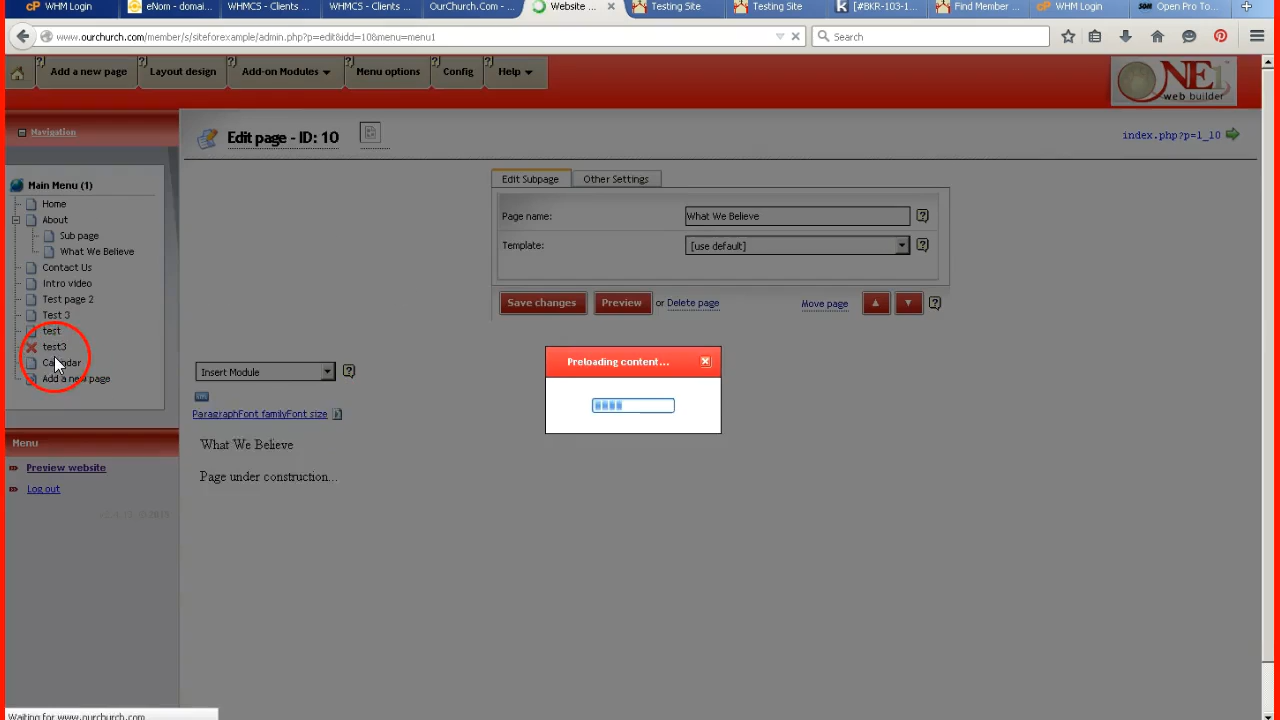 WHM Login
eNom - domai...
WHMCS - Clients ...
WHMCS - Clients ...
OurChurch.Com - ...
Website ...
Testing Site
Testing Site
[#BKR-103-1...
Find Member ...
WHM Login
Open Pro To...
www.ourchurch.com/member/s/siteforexample/admin.php?p=edit&idd=10&menu=menu1
Search
Add a new page
Layout design
Add-on Modules
Menu options
Config
Help
ONE1
web builder
Navigation
Edit page - ID: 10
index.php?p=1_10
Main Menu (1)
Home
About
Sub page
What We Believe
Contact Us
Intro video
Test page 2
Test 3
test
test3
Calendar
Add a new page
Edit Subpage
Other Settings
Page name:
What We Believe
Template:
[use default]
Save changes
Preview
or Delete page
Move page
Preloading content...
Insert Module
ParagraphFont familyFont size
What We Believe
Page under construction...
Menu
Preview website
Log out
Waiting for www.ourchurch.com